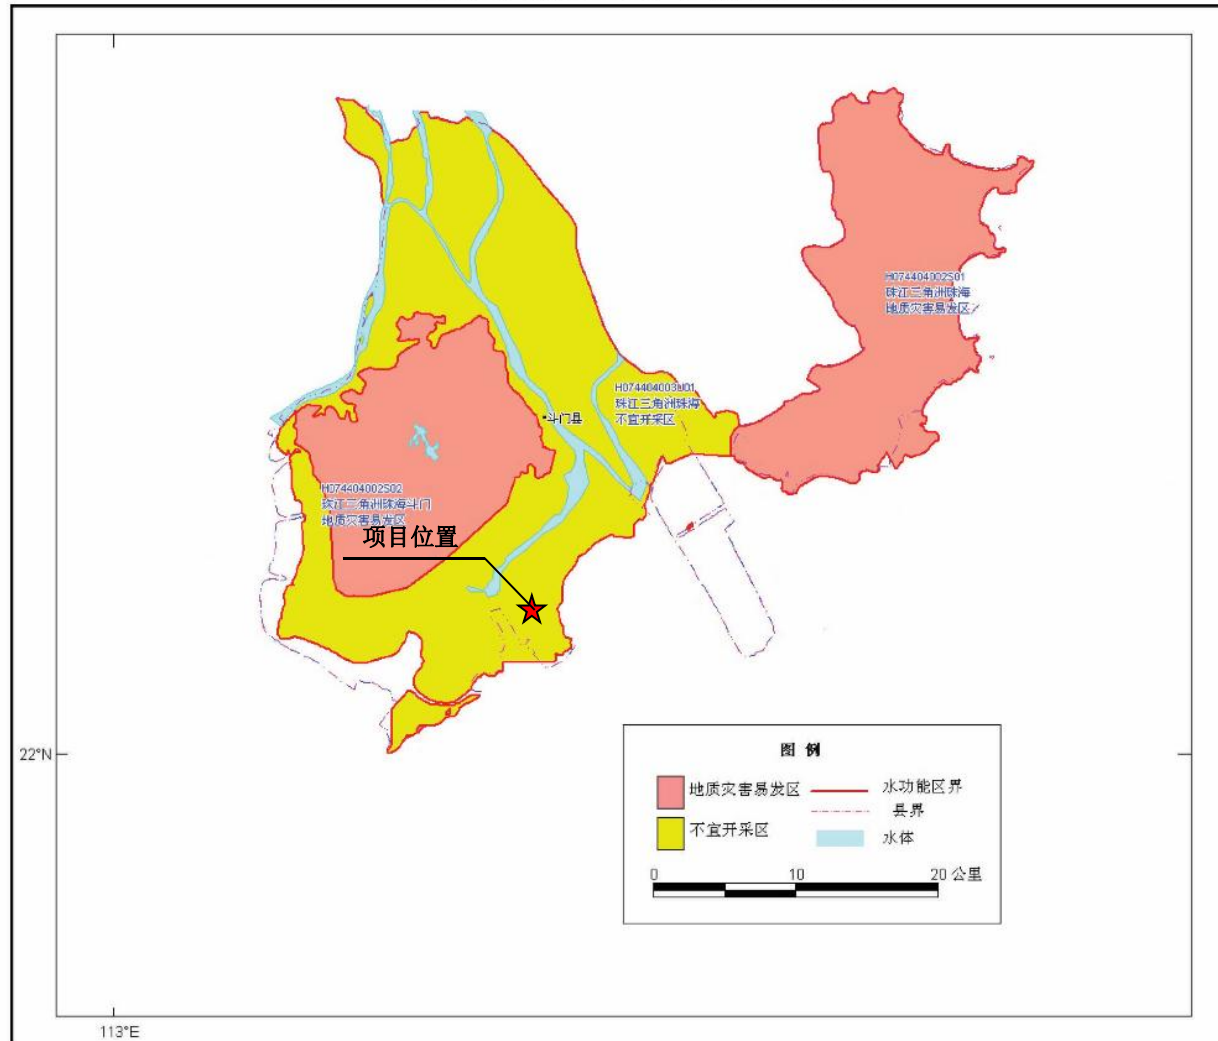 H074404002S01
珠江三角洲珠海
地质灾害易发区
H074404003U01
珠江三角洲珠海
不宜开采区
斗门县
H074404002S02
珠江三角洲珠海斗门
地质灾害易发区
项目位置
22°N
图 例
地质灾害易发区
水功能区界
县界
不宜开采区
水体
0 10 20 公里
113°E